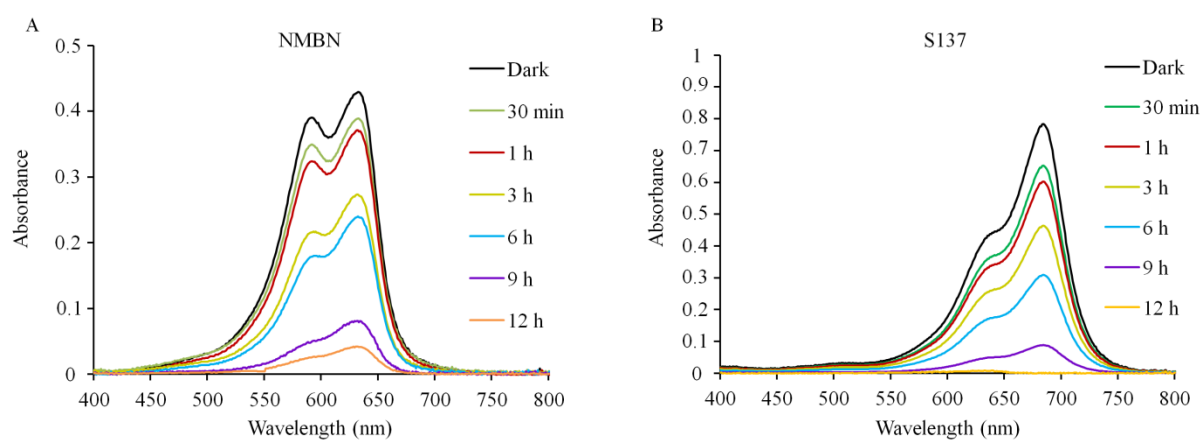 A
NMBN
0.5
0.4
0.3
0.2
0.1
0
Absorbance
400 450 500 550 600 650 700 750 800
Wavelength (nm)
Dark
30 min
1 h
3 h
6 h
9 h
12 h
B
S137
1
0.9
0.8
0.7
0.6
0.5
0.4
0.3
0.2
0.1
0
Absorbance
400 450 500 550 600 650 700 750 800
Wavelength (nm)
Dark
30 min
1 h
3 h
6 h
9 h
12 h